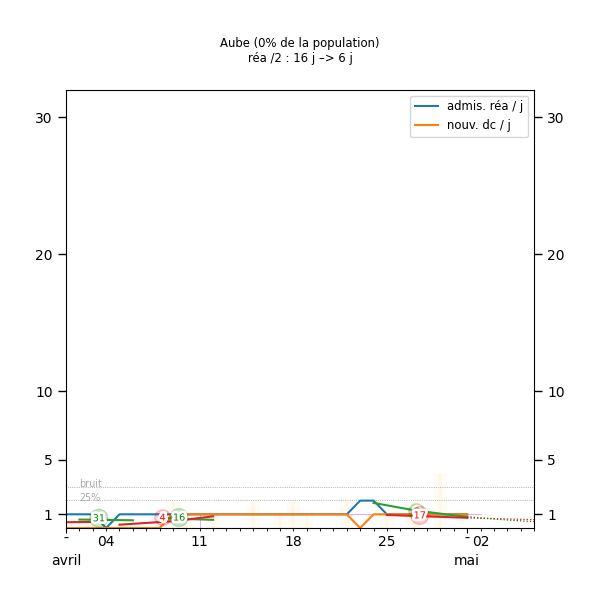 Aube (0% de la population)
réa /2 : 16 j –> 6 j
admis. réa / j
nouv. dc / j
30 30
20 20
10 10
5 5
bruit
25%
1 31 4 16 17 1
- 04 11 18 25 - 02
avril mai